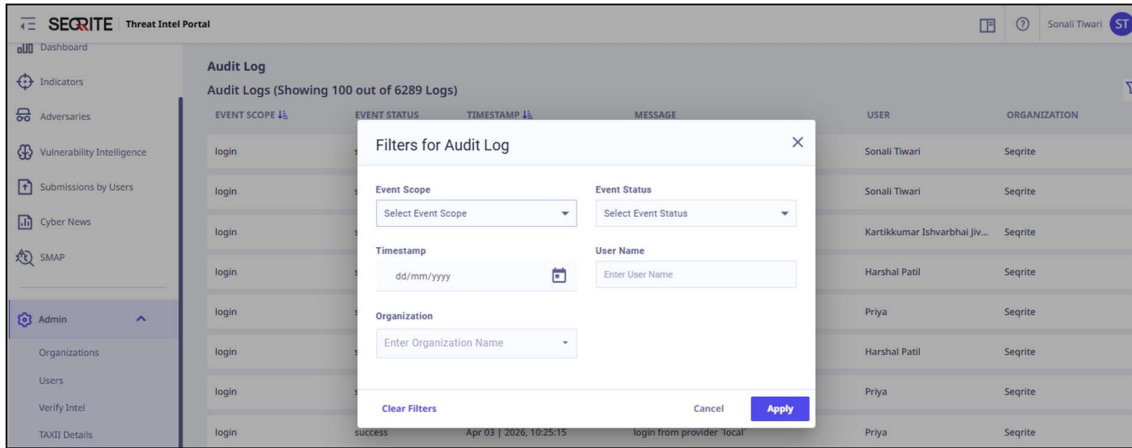 SEQRITE Threat Intel Portal
Sonali Tiwari ST
Dashboard
Indicators
Adversaries
Vulnerability Intelligence
Submissions by Users
Cyber News
SMAP
Admin
Organizations
Users
Verify Intel
TAXII Details
Audit Log
Audit Logs (Showing 100 out of 6289 Logs)
EVENT SCOPE EVENT STATUS TIMESTAMP MESSAGE USER ORGANIZATION
login Sonali Tiwari Seqrite
login Sonali Tiwari Seqrite
login Kartikkumar Ishvarbhai Jiv... Seqrite
login Harshal Patil Seqrite
login Priya Seqrite
login Harshal Patil Seqrite
login Priya Seqrite
login success Apr 03 | 2026, 10:25:15 login from provider `local` Priya Seqrite
Filters for Audit Log
Event Scope Event Status
Select Event Scope Select Event Status
Timestamp User Name
dd/mm/yyyy Enter User Name
Organization
Enter Organization Name
Clear Filters Cancel Apply